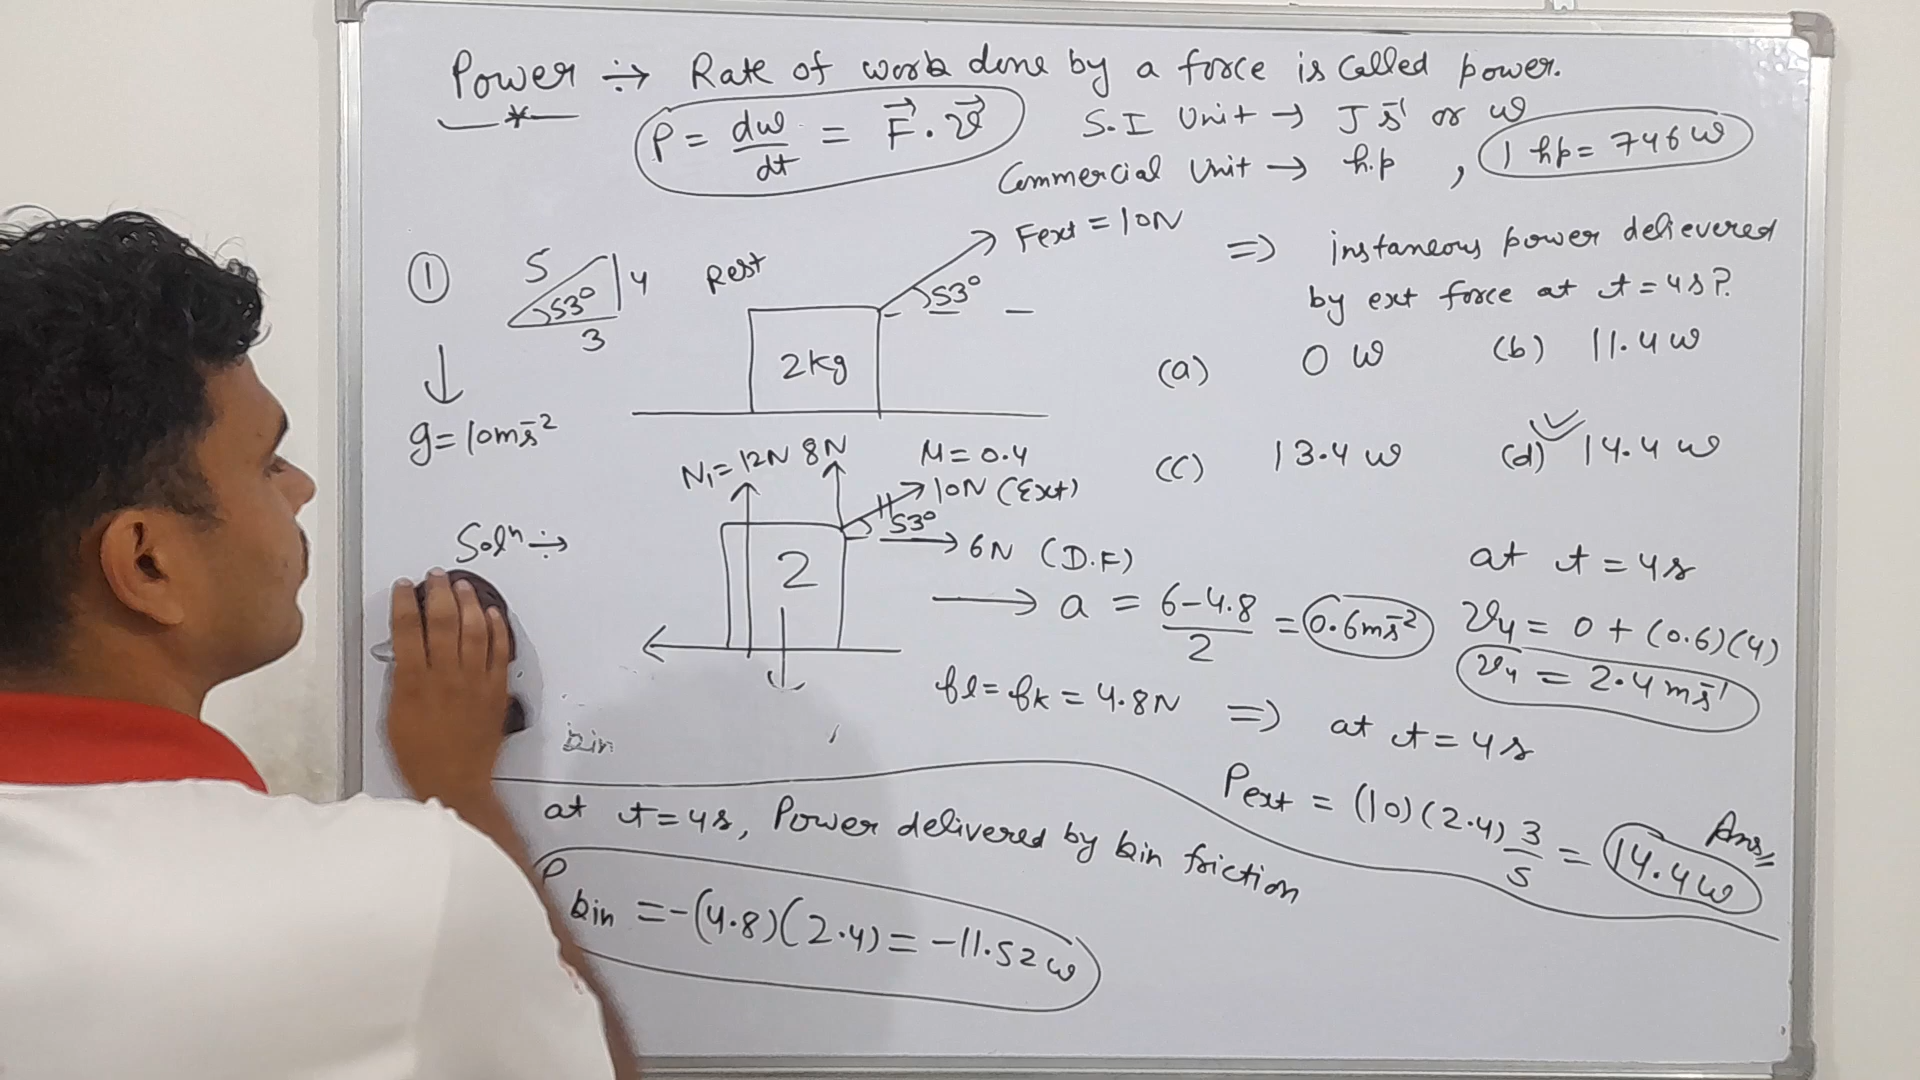 Power ÷→ Rate of work done by a force is called power.
P = dw/dt = F⃗ . v⃗
S.I Unit → J s⁻¹ or w
Commercial Unit → h.p , 1 hp = 746 w
① 5 4 3 53°
g = 10 m s⁻²
Rest
Fext = 10N
53°
2kg
μ = 0.4
⇒ instaneous power delievered
by ext force at t = 4s ?
(a) 0 w (b) 11.4 w
(c) 13.4 w (d) 14.4 w
Solⁿ ÷→
N₁ = 12N 8N
10N (Ext)
53°
6N (D.F)
2
→ a = 6-4.8/2 = 0.6 m s⁻²
fl = fk = 4.8N
at t = 4s
v₄ = 0 + (0.6)(4)
v₄ = 2.4 m s⁻¹
⇒ at t = 4s
Pext = (10)(2.4) 3/5 = 14.4 w Ans
kin
at t = 4s, Power delivered by kin friction
P kin = -(4.8)(2.4) = -11.52 w